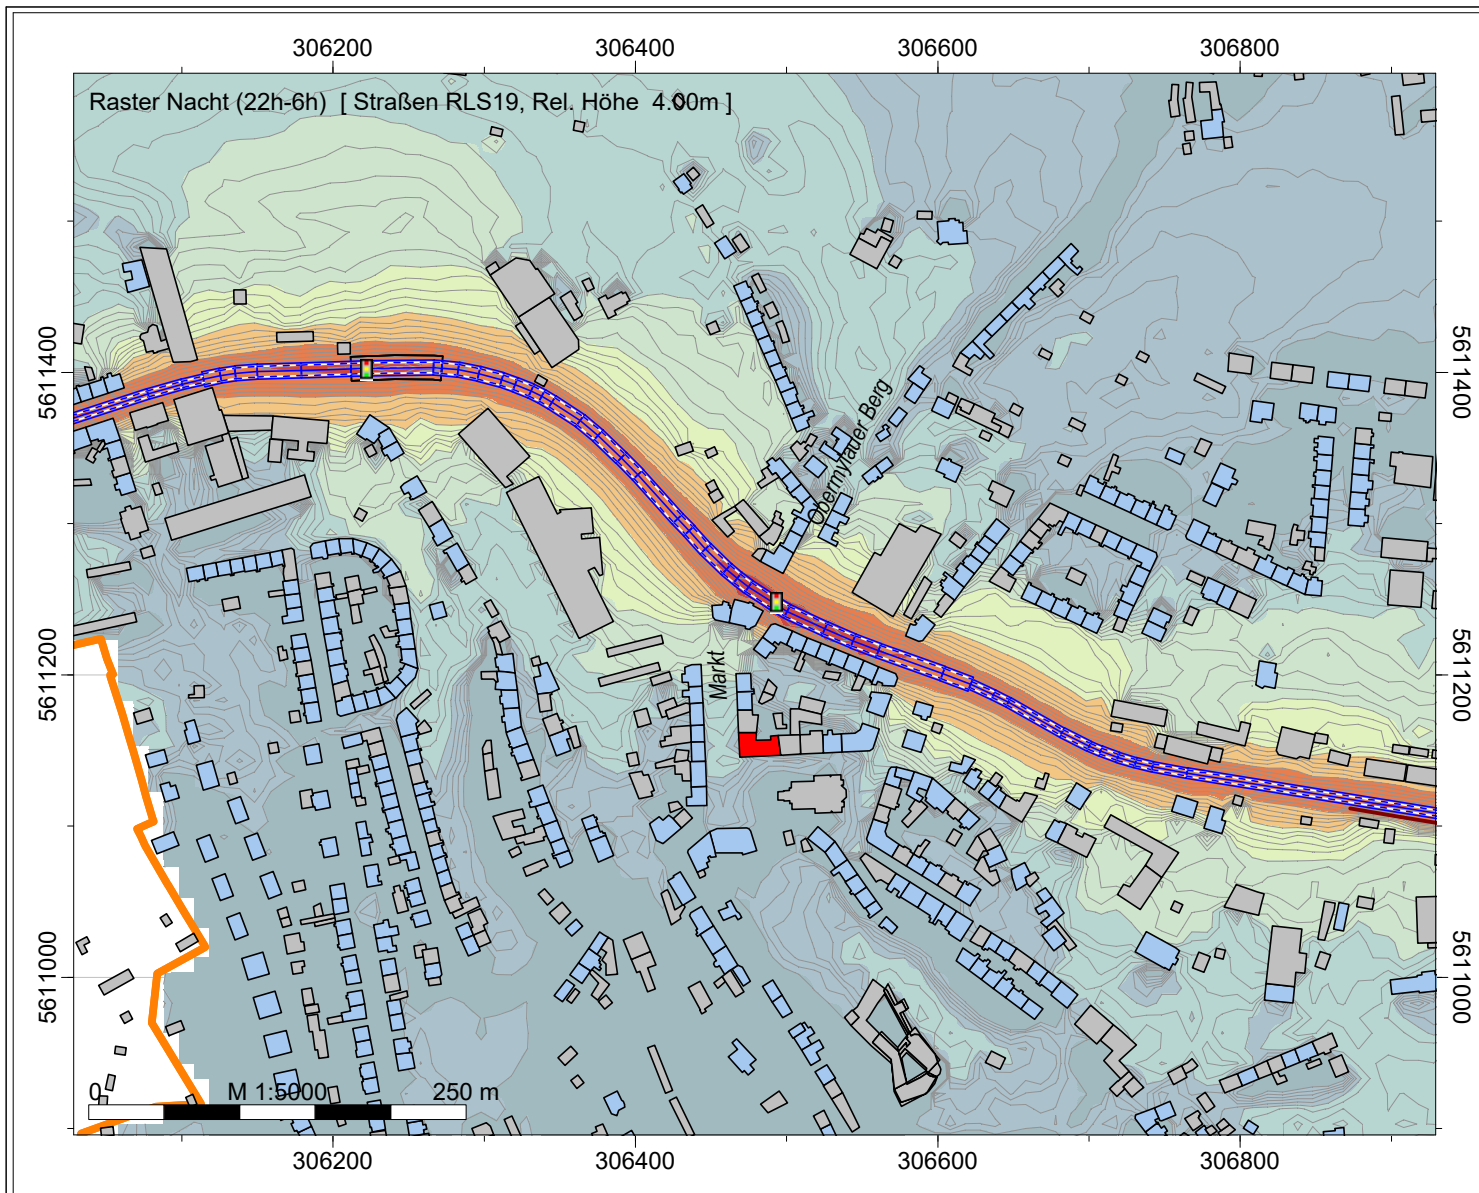 306200 306400 306600 306800
Raster Nacht (22h-6h) [ Straßen RLS19, Rel. Höhe 4.00m ]
5611400 5611400
Obermylauer Berg
5611200 5611200
Markt
5611000 5611000
0 M 1:5000 250 m
306200 306400 306600 306800